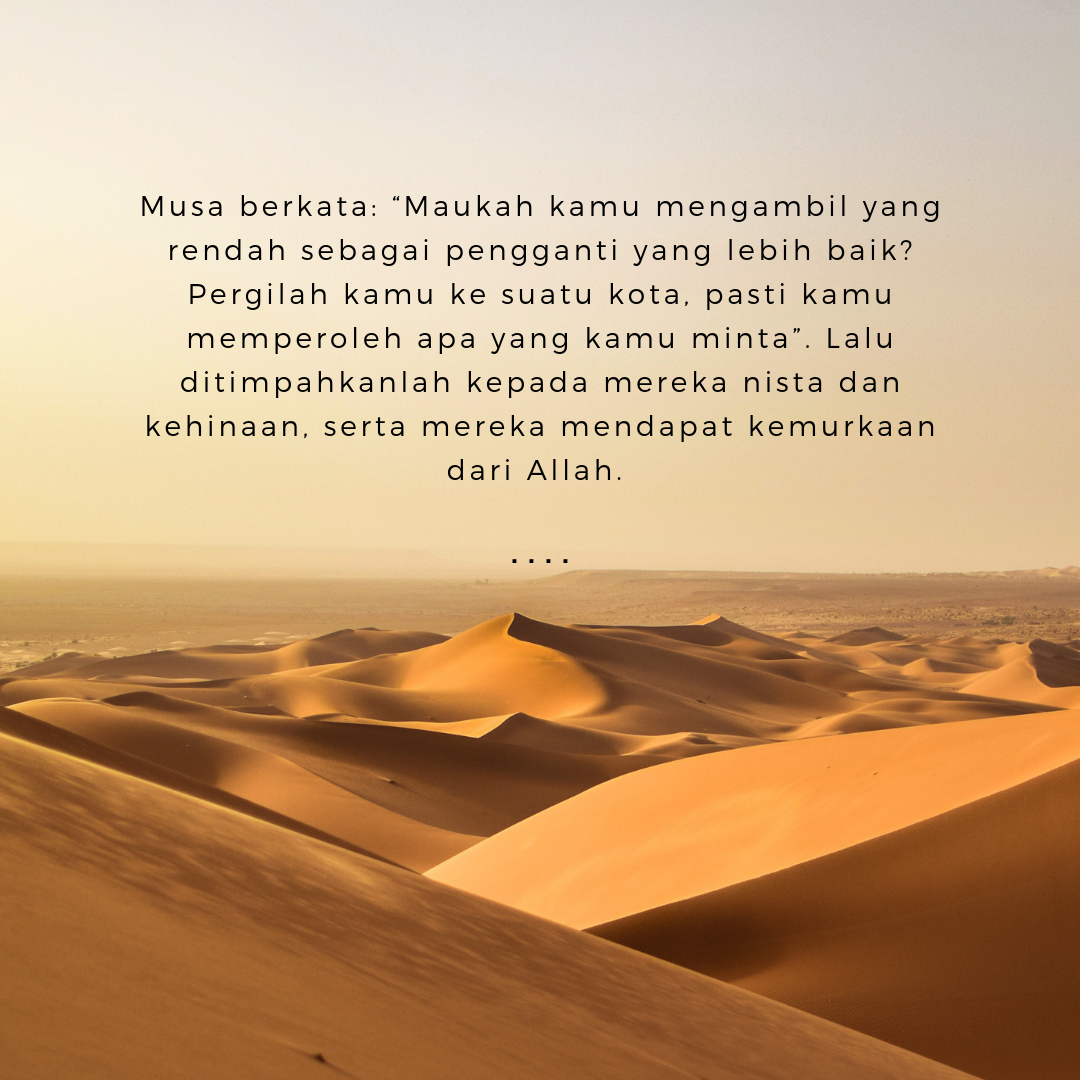 Musa berkata: “Maukah kamu mengambil yang
rendah sebagai pengganti yang lebih baik?
Pergilah kamu ke suatu kota, pasti kamu
memperoleh apa yang kamu minta”. Lalu
ditimpahkanlah kepada mereka nista dan
kehinaan, serta mereka mendapat kemurkaan
dari Allah.
....